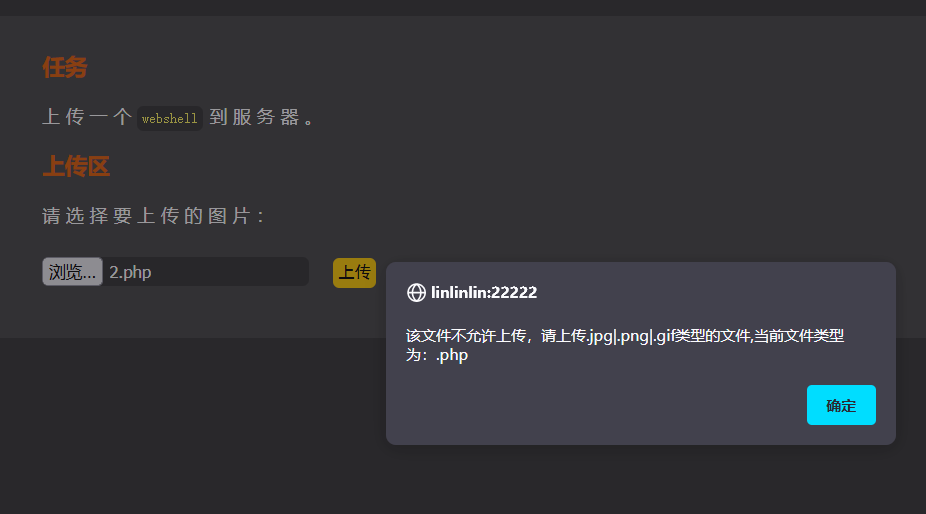 任务
上传一个 webshell 到服务器。
上传区
请选择要上传的图片：
浏览... 2.php 上传
linlinlin:22222
该文件不允许上传，请上传.jpg|.png|.gif类型的文件,当前文件类型
为：.php
确定